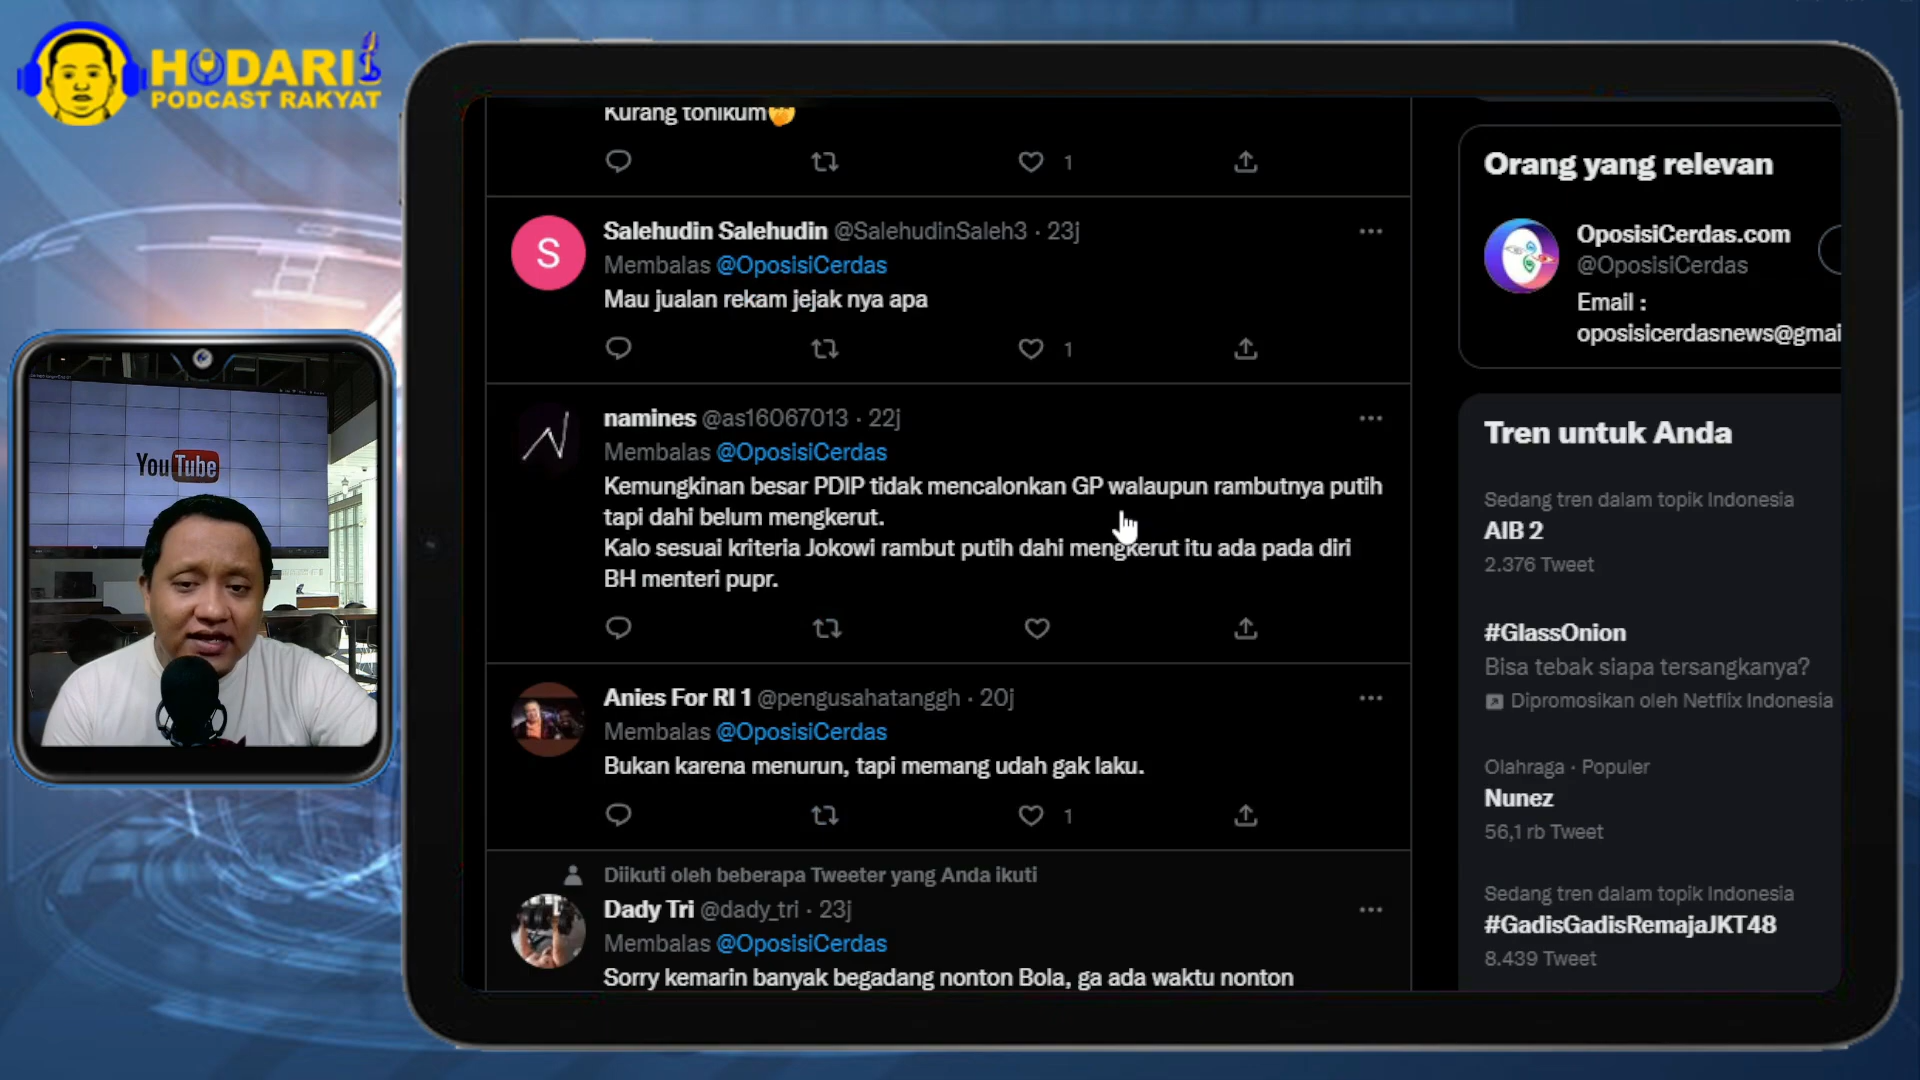 HODARI
PODCAST RAKYAT
YouTube
Kurang tonikum
1
Salehudin Salehudin @SalehudinSaleh3 · 23j
Membalas @OposisiCerdas
Mau jualan rekam jejak nya apa
1
namines @as16067013 · 22j
Membalas @OposisiCerdas
Kemungkinan besar PDIP tidak mencalonkan GP walaupun rambutnya putih
tapi dahi belum mengkerut.
Kalo sesuai kriteria Jokowi rambut putih dahi mengkerut itu ada pada diri
BH menteri pupr.
Anies For RI 1 @pengusahatanggh · 20j
Membalas @OposisiCerdas
Bukan karena menurun, tapi memang udah gak laku.
1
Diikuti oleh beberapa Tweeter yang Anda ikuti
Dady Tri @dady_tri · 23j
Membalas @OposisiCerdas
Sorry kemarin banyak begadang nonton Bola, ga ada waktu nonton
Orang yang relevan
OposisiCerdas.com
@OposisiCerdas
Email :
oposisicerdasnews@gmai
Tren untuk Anda
Sedang tren dalam topik Indonesia
AIB 2
2.376 Tweet
#GlassOnion
Bisa tebak siapa tersangkanya?
Dipromosikan oleh Netflix Indonesia
Olahraga · Populer
Nunez
56,1 rb Tweet
Sedang tren dalam topik Indonesia
#GadisGadisRemajaJKT48
8.439 Tweet